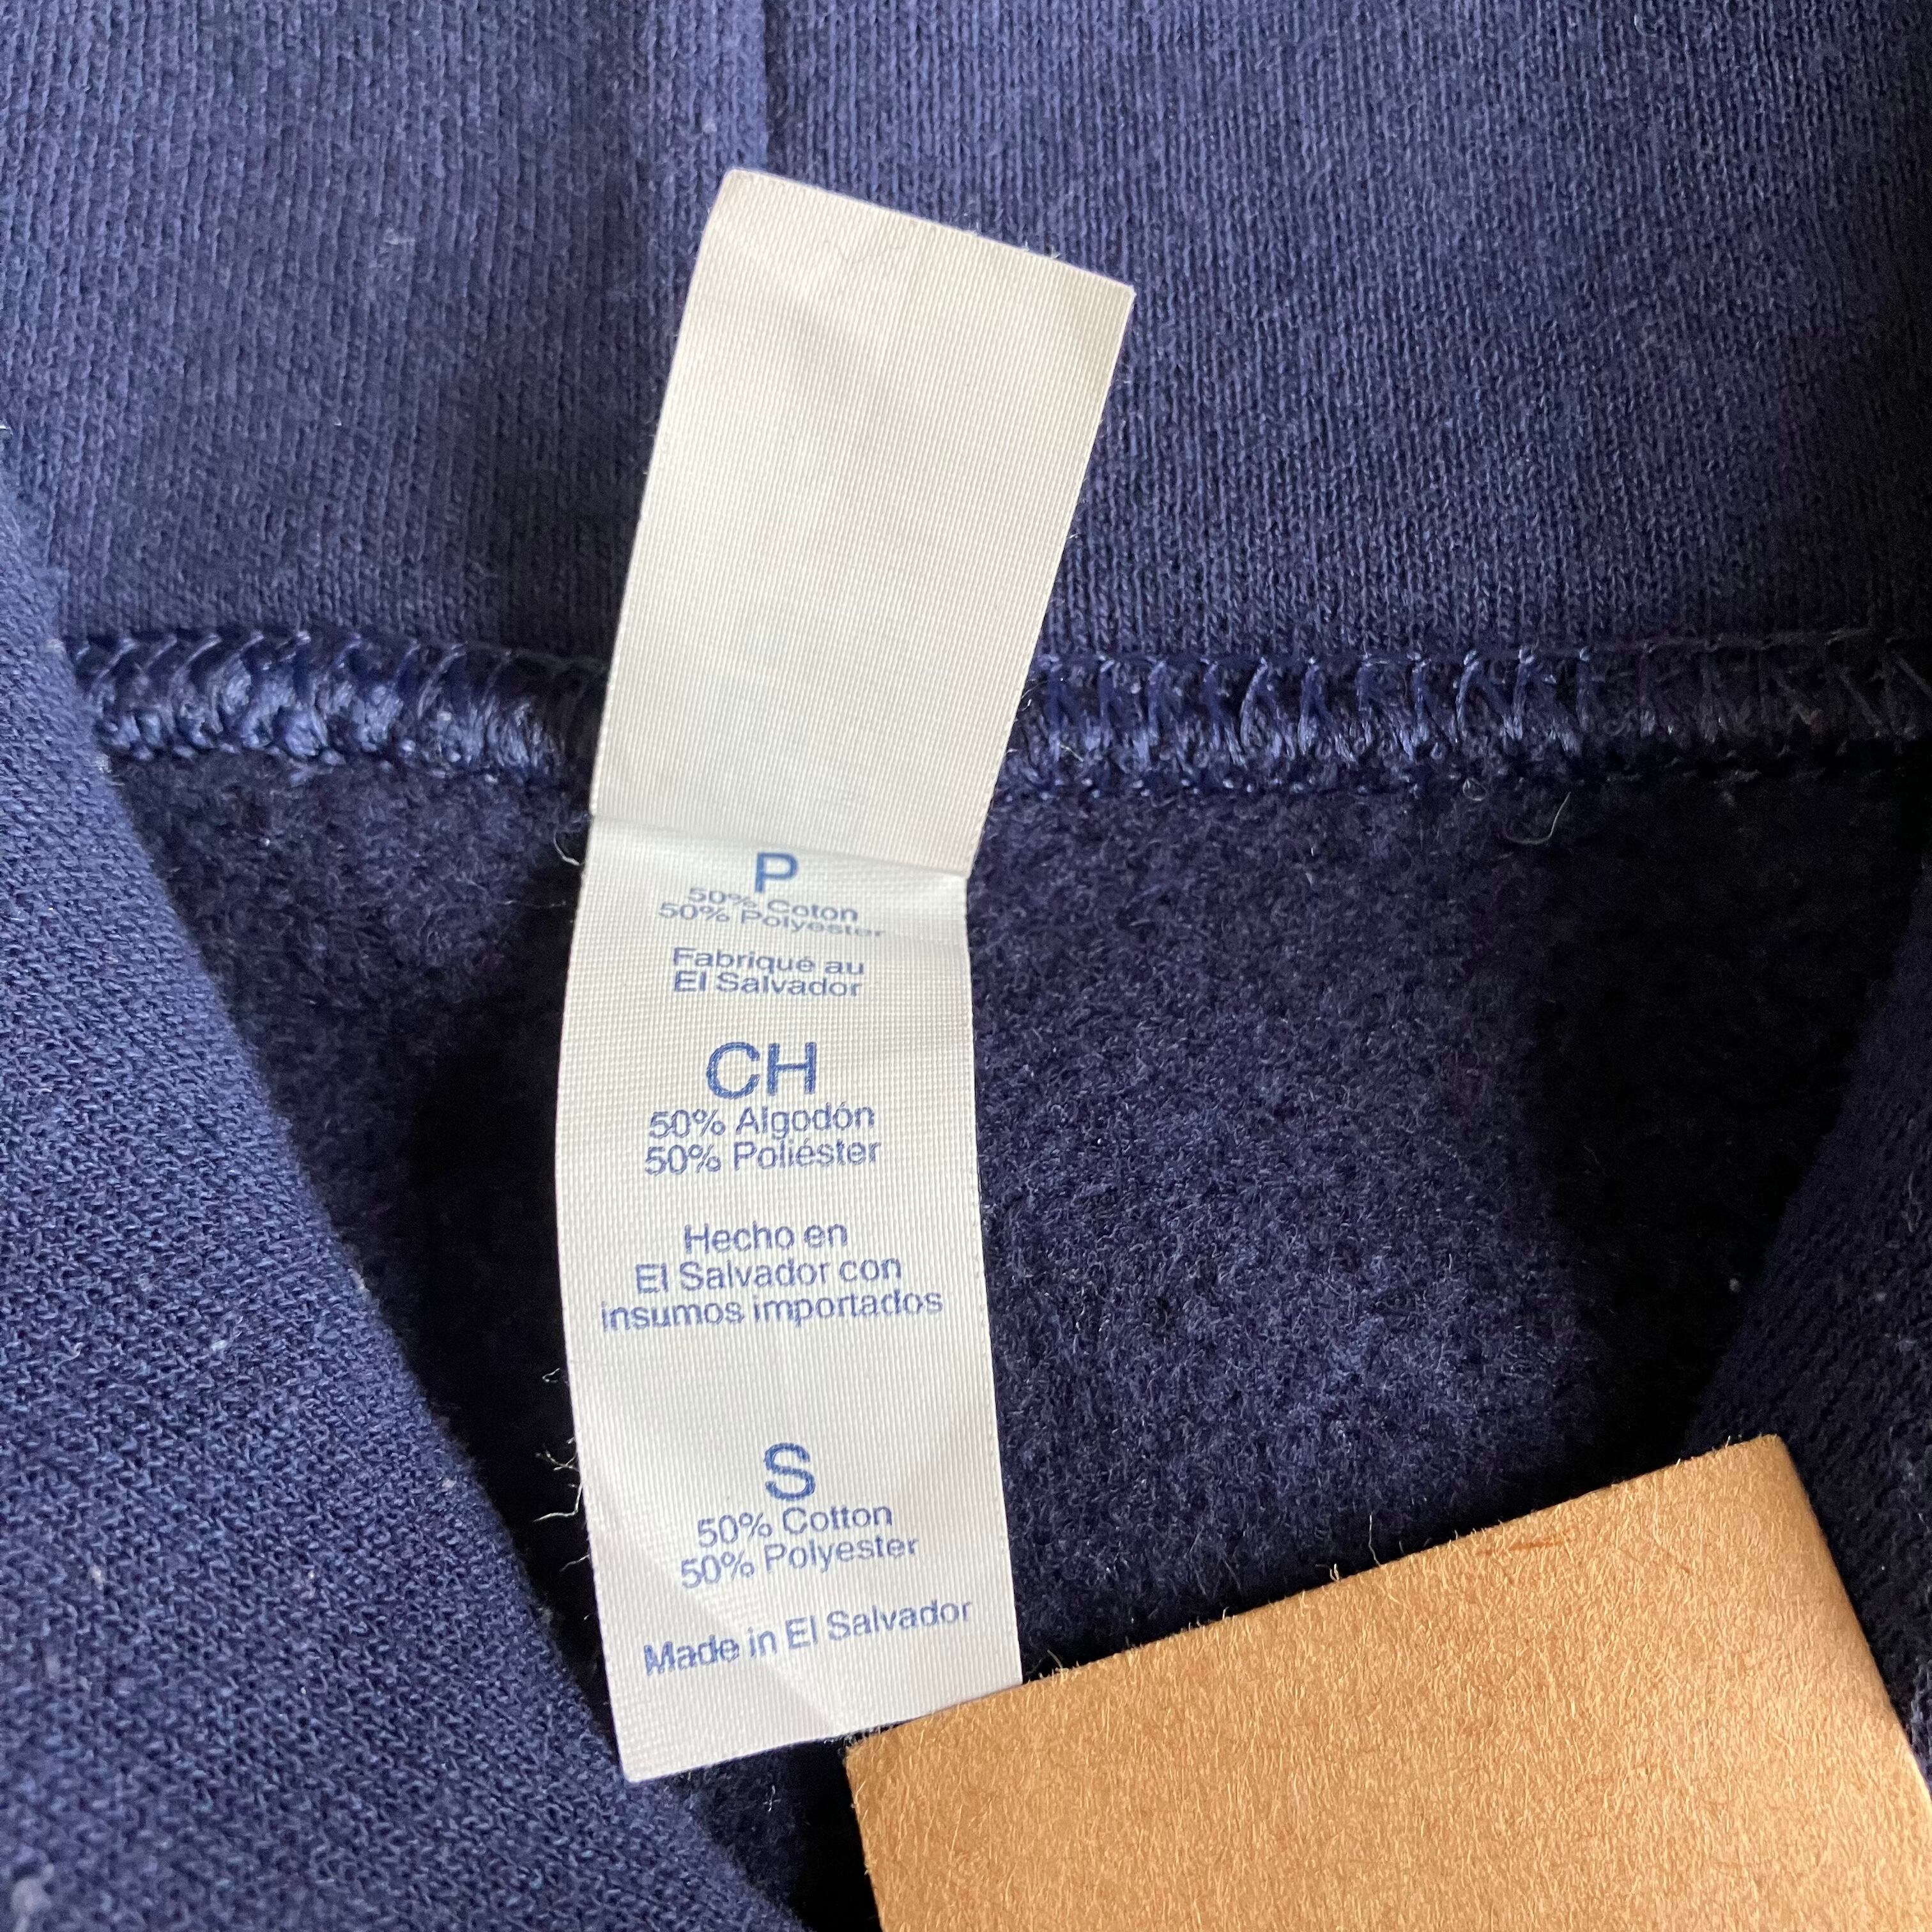 P
50% Coton
50% Polyester
Fabriqué au
El Salvador
CH
50% Algodón
50% Poliéster
Hecho en
El Salvador con
insumos importados
S
50% Cotton
50% Polyester
Made in El Salvador